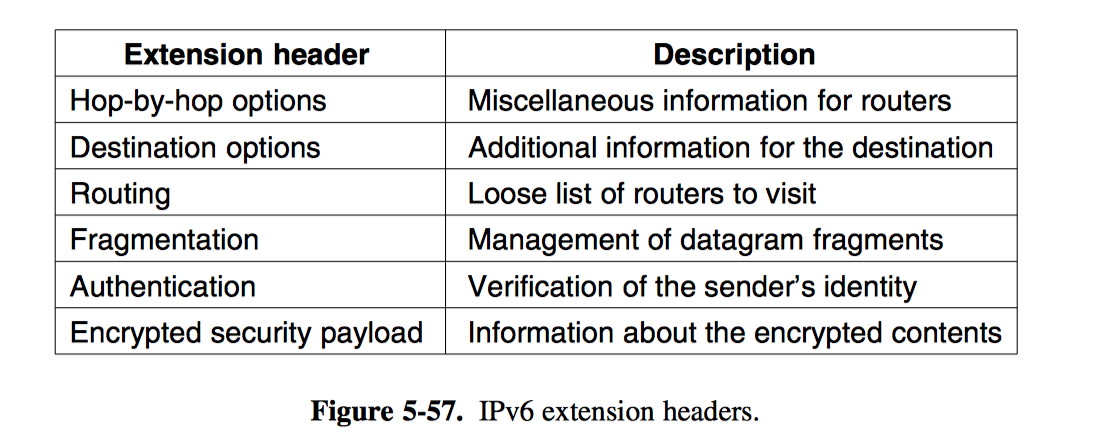 Extension header Description
Hop-by-hop options Miscellaneous information for routers
Destination options Additional information for the destination
Routing Loose list of routers to visit
Fragmentation Management of datagram fragments
Authentication Verification of the sender’s identity
Encrypted security payload Information about the encrypted contents
Figure 5-57. IPv6 extension headers.